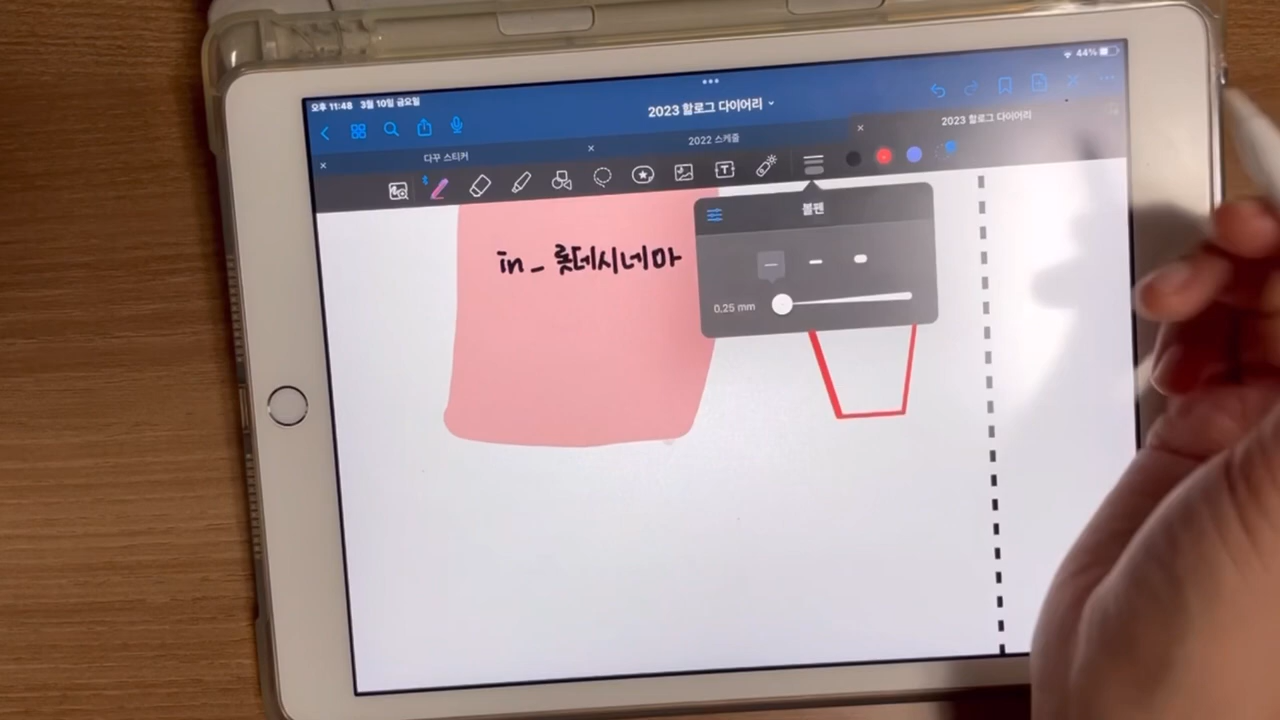 오후 11:48 3월 10일 금요일
44%
2023 할로그 다이어리
다꾸 스티커
2022 스케줄
2023 할로그 다이어리
볼펜
0.25 mm
in _ 롯데시네마